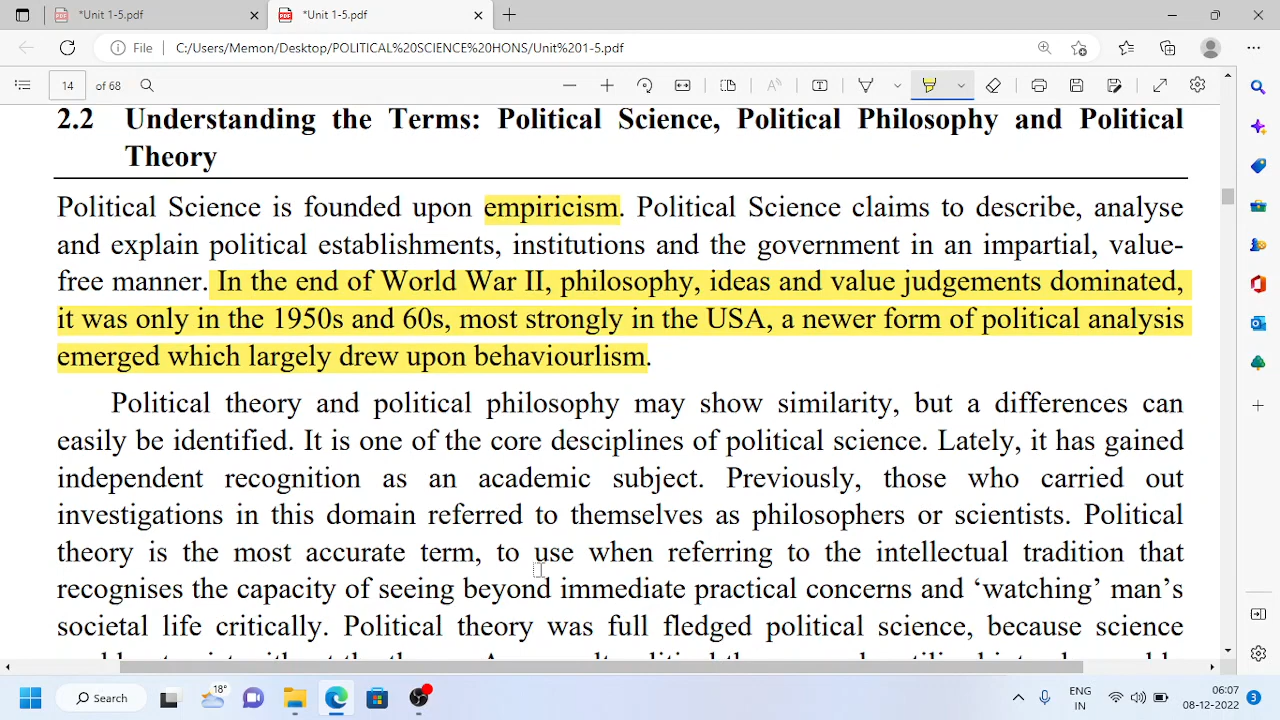 *Unit 1-5.pdf
*Unit 1-5.pdf
File
C:/Users/Memon/Desktop/POLITICAL%20SCIENCE%20HONS/Unit%201-5.pdf
14 of 68
2.2 Understanding the Terms: Political Science, Political Philosophy and Political
Theory
Political Science is founded upon empiricism. Political Science claims to describe, analyse
and explain political establishments, institutions and the government in an impartial, value-
free manner. In the end of World War II, philosophy, ideas and value judgements dominated,
it was only in the 1950s and 60s, most strongly in the USA, a newer form of political analysis
emerged which largely drew upon behaviourlism.
Political theory and political philosophy may show similarity, but a differences can
easily be identified. It is one of the core desciplines of political science. Lately, it has gained
independent recognition as an academic subject. Previously, those who carried out
investigations in this domain referred to themselves as philosophers or scientists. Political
theory is the most accurate term, to use when referring to the intellectual tradition that
recognises the capacity of seeing beyond immediate practical concerns and ‘watching’ man’s
societal life critically. Political theory was full fledged political science, because science
Search
18°
ENG
IN
06:07
08-12-2022
3